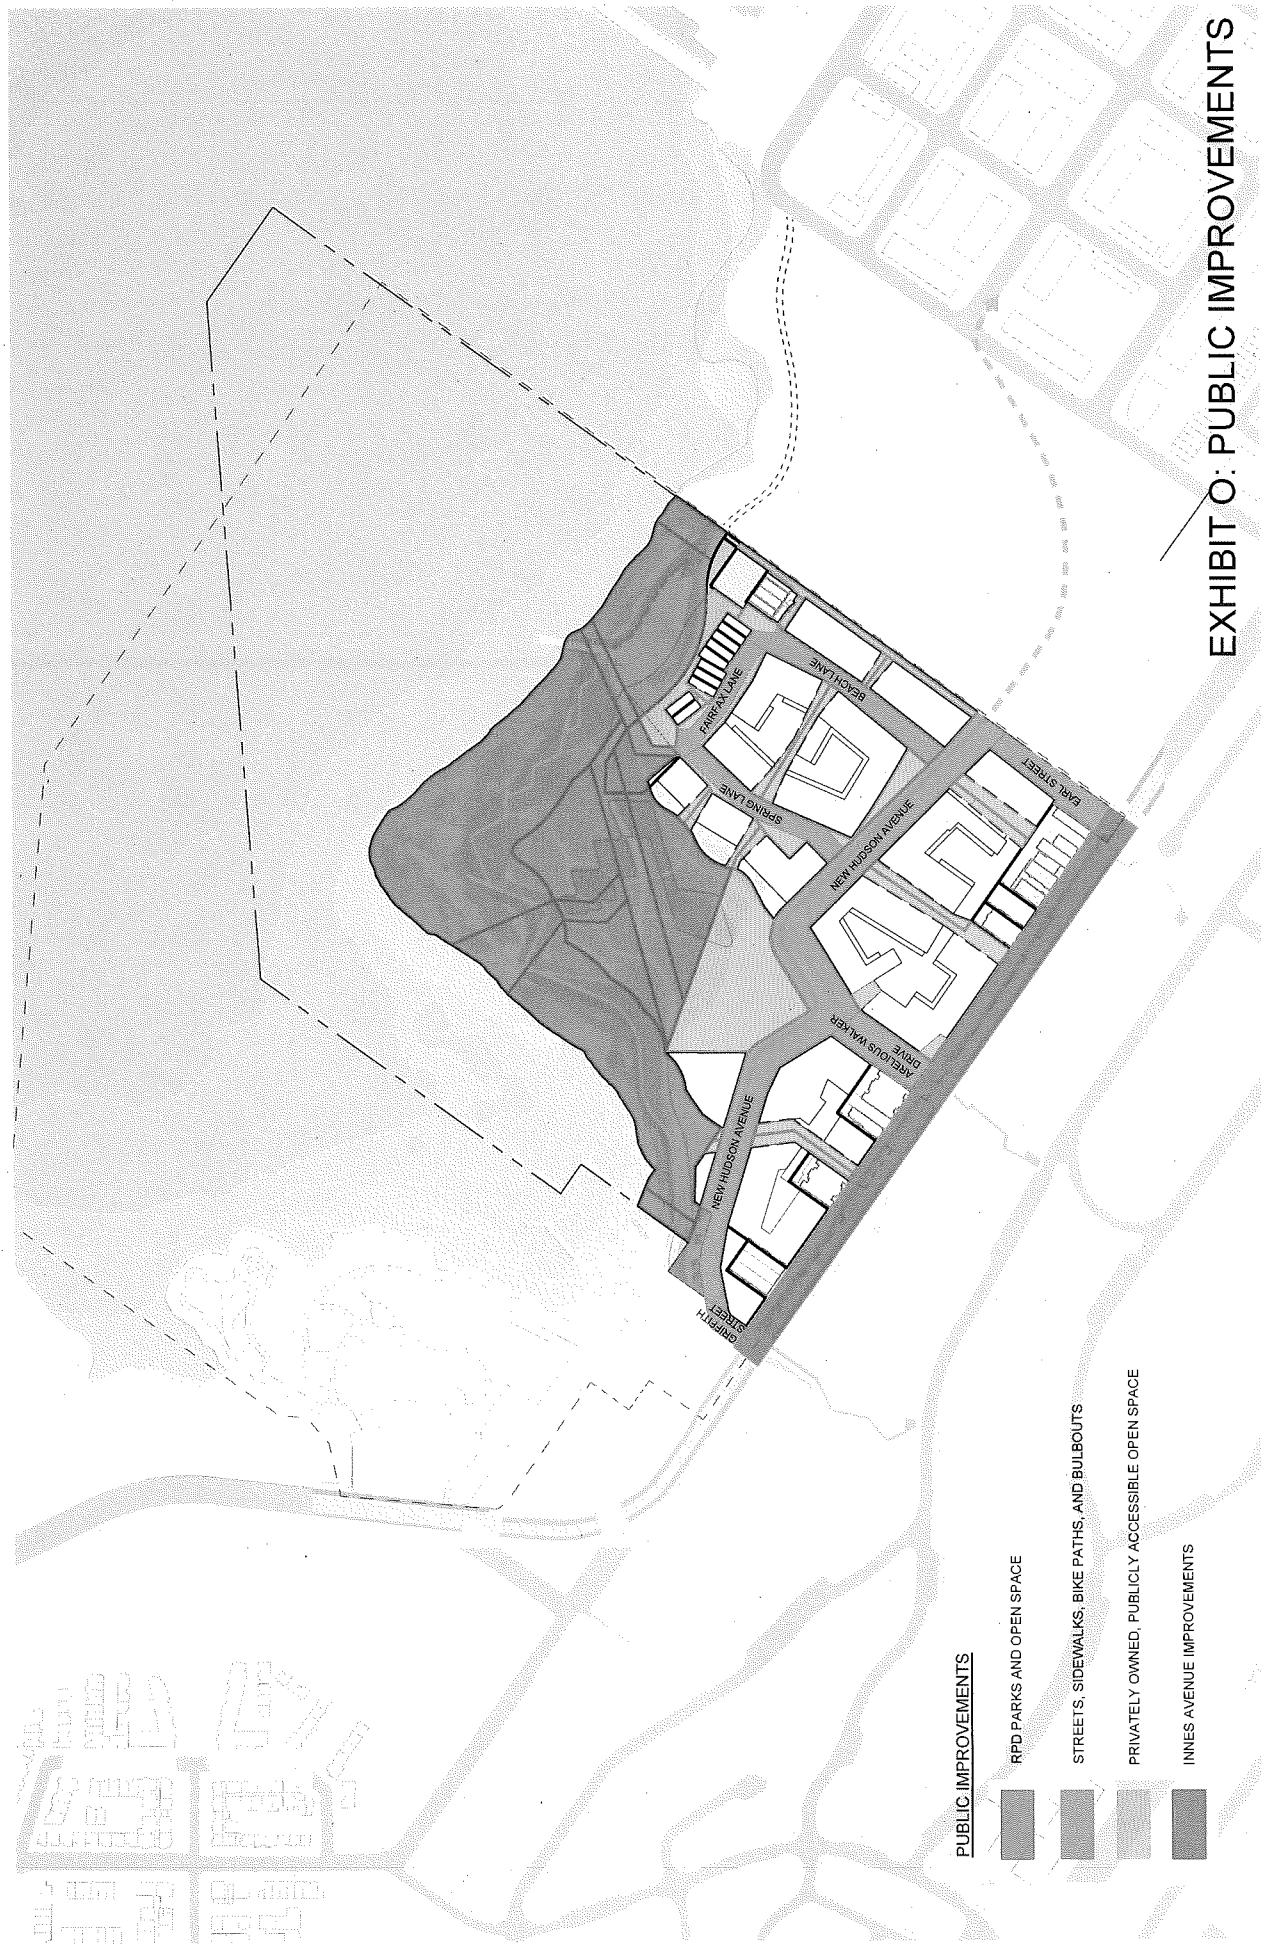 EXHIBIT O: PUBLIC IMPROVEMENTS
GRIFFITH
STREET
NEW HUDSON AVENUE
ARELIOUS WALKER
DRIVE
NEW HUDSON AVENUE
SPRING LANE
FAIRFAX LANE
BEACH LANE
EARL STREET
PUBLIC IMPROVEMENTS
RPD PARKS AND OPEN SPACE
STREETS, SIDEWALKS, BIKE PATHS, AND BULBOUTS
PRIVATELY OWNED, PUBLICLY ACCESSIBLE OPEN SPACE
INNES AVENUE IMPROVEMENTS